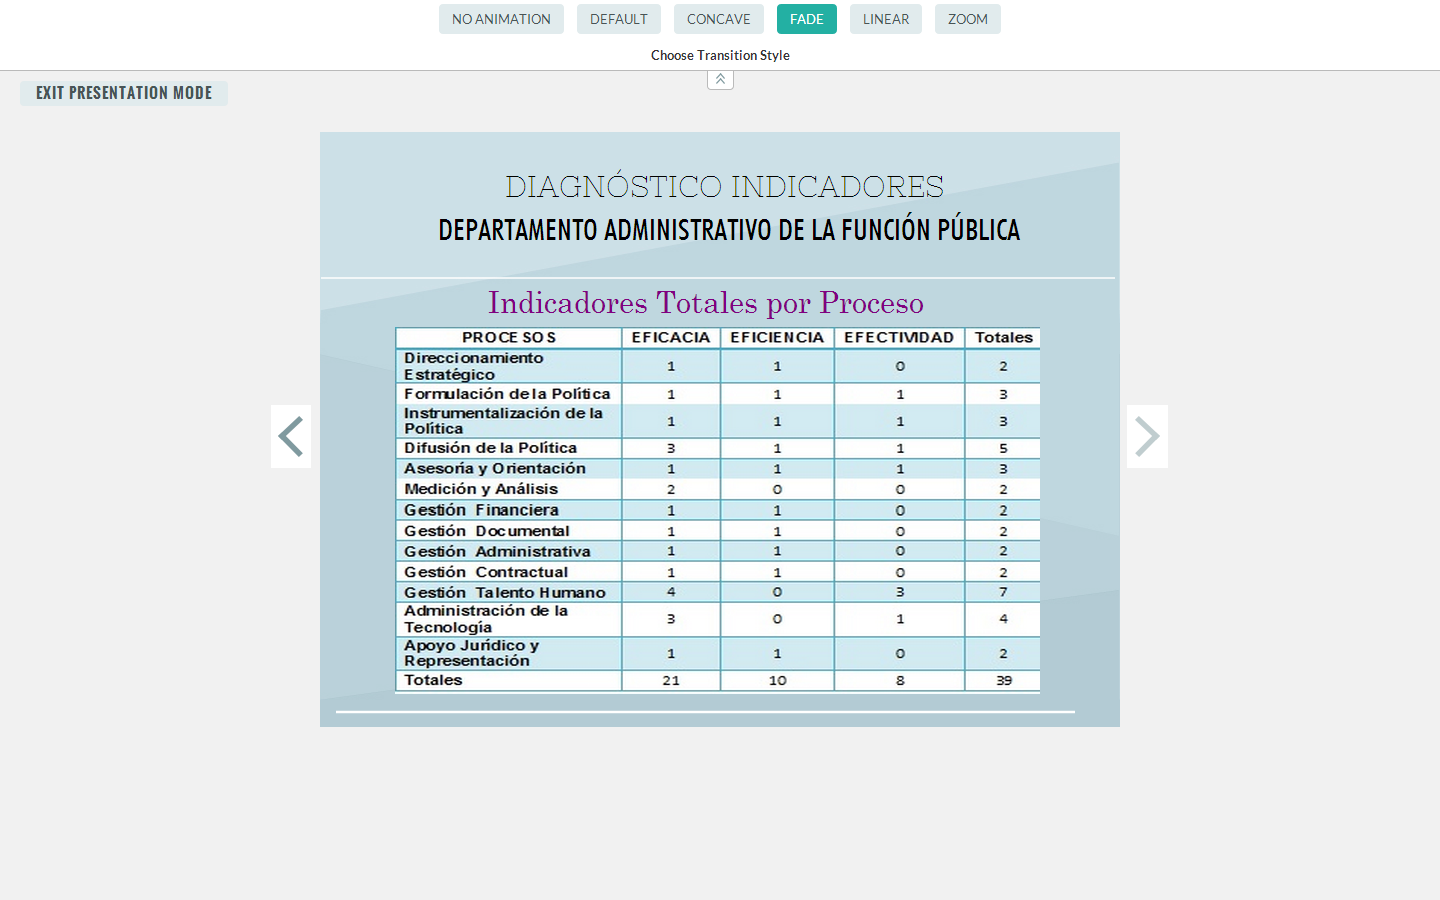 NO ANIMATION DEFAULT CONCAVE FADE LINEAR ZOOM
Choose Transition Style
EXIT PRESENTATION MODE
DIAGNÓSTICO INDICADORES
DEPARTAMENTO ADMINISTRATIVO DE LA FUNCIÓN PÚBLICA
Indicadores Totales por Proceso
PROCESOS EFICACIA EFICIENCIA EFECTIVIDAD Totales
Direccionamiento
Estratégico 1 1 0 2
Formulación de la Política 1 1 1 3
Instrumentalización de la
Política 1 1 1 3
Difusión de la Política 3 1 1 5
Asesoría y Orientación 1 1 1 3
Medición y Análisis 2 0 0 2
Gestión Financiera 1 1 0 2
Gestión Documental 1 1 0 2
Gestión Administrativa 1 1 0 2
Gestión Contractual 1 1 0 2
Gestión Talento Humano 4 0 3 7
Administración de la
Tecnología 3 0 1 4
Apoyo Jurídico y
Representación 1 1 0 2
Totales 21 10 8 39